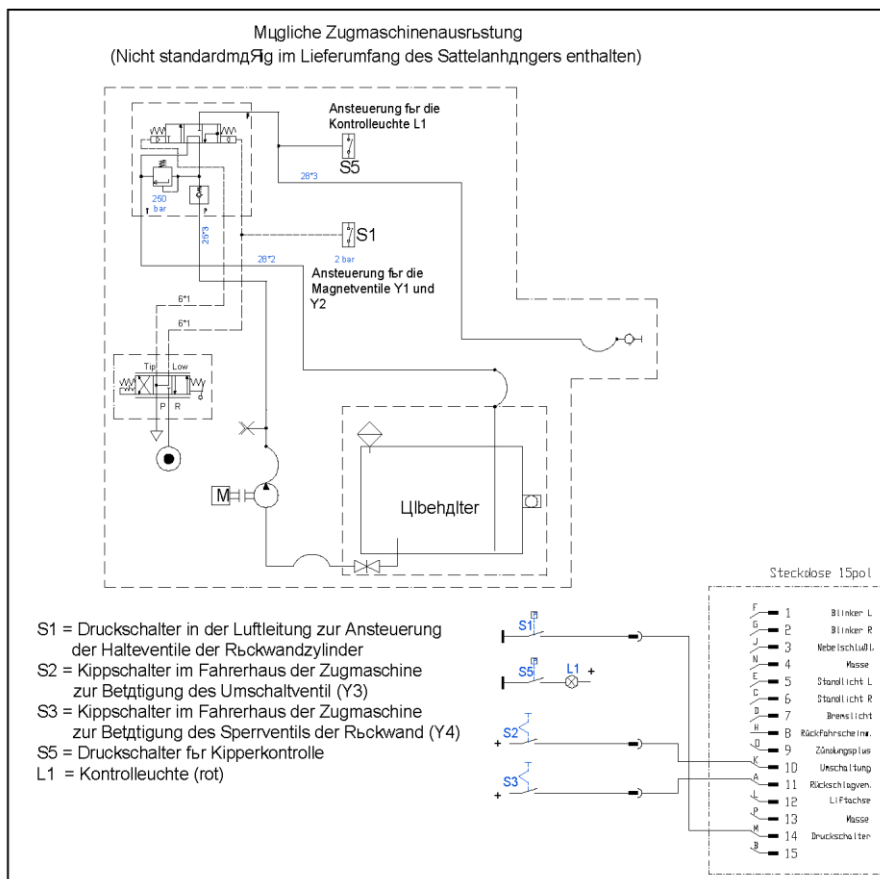 Mцgliche Zugmaschinenausrьstung
(Nicht standardmдЯig im Lieferumfang des Sattelanhдngers enthalten)
Ansteuerung fьr die
Kontrolleuchte L1
S5
28*3
250
bar
P
25*3
S1
28*2
2 bar
Ansteuerung fьr die
Magnetventile Y1 und
Y2
6*1
6*1
Tip Low
P R
M
Цlbehдlter
Steckdose 15pol
F 1 Blinker L
G 2 Blinker R
J 3 Nebelschlußl.
N 4 Masse
E 5 Standlicht L
C 6 Standlicht R
D 7 Bremslicht
H 8 Rückfahrscheinw.
O 9 Zündungsplus
K 10 Umschaltung
A 11 Rückschlagven.
L 12 Liftachse
P 13 Masse
M 14 Druckschalter
B 15
S1 = Druckschalter in der Luftleitung zur Ansteuerung
der Halteventile der Rьckwandzylinder
S2 = Kippschalter im Fahrerhaus der Zugmaschine
zur Betдtigung des Umschaltventil (Y3)
S3 = Kippschalter im Fahrerhaus der Zugmaschine
zur Betдtigung des Sperrventils der Rьckwand (Y4)
S5 = Druckschalter fьr Kipperkontrolle
L1 = Kontrolleuchte (rot)
P
S1
P
S5 L1 +
S2
+
S3
+